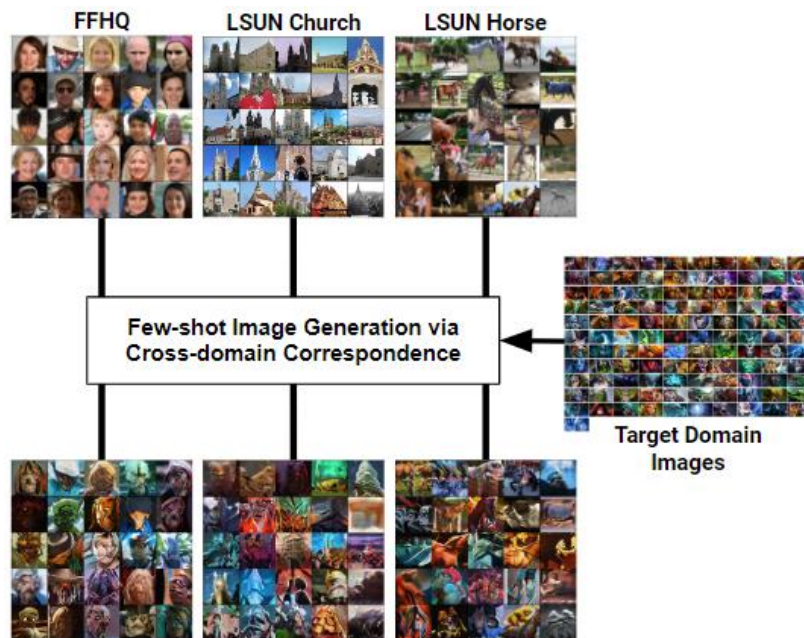 FFHQ
LSUN Church
LSUN Horse
Few-shot Image Generation via
Cross-domain Correspondence
Target Domain
Images